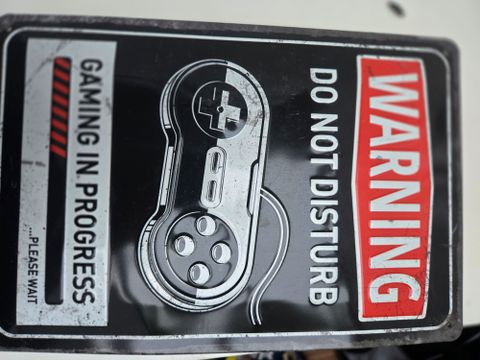 WARNING
DO NOT DISTURB
GAMING IN PROGRESS
...PLEASE WAIT